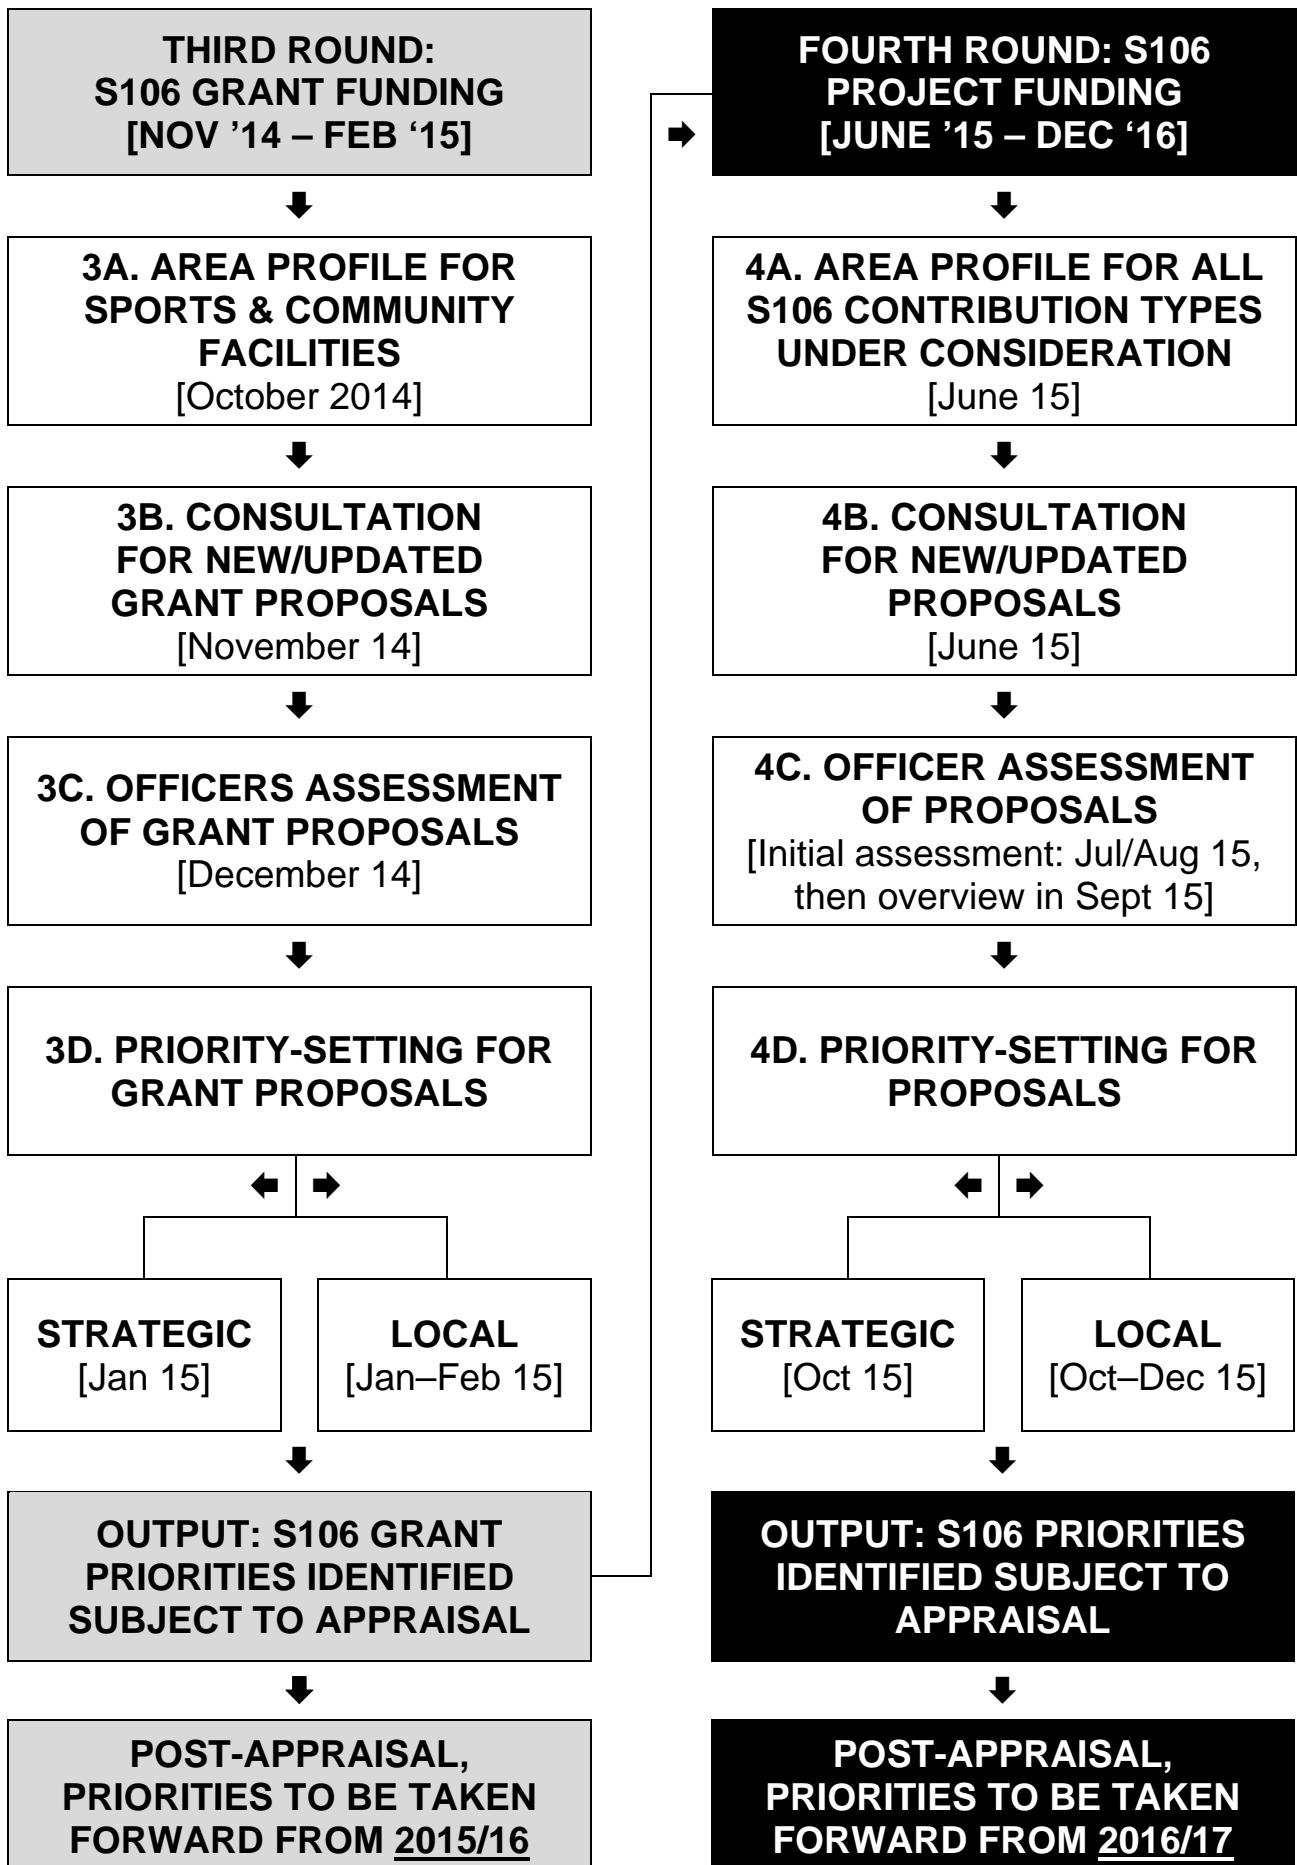 THIRD ROUND:
S106 GRANT FUNDING
[NOV ’14 – FEB ‘15]
3A. AREA PROFILE FOR
SPORTS & COMMUNITY
FACILITIES
[October 2014]
3B. CONSULTATION
FOR NEW/UPDATED
GRANT PROPOSALS
[November 14]
3C. OFFICERS ASSESSMENT
OF GRANT PROPOSALS
[December 14]
3D. PRIORITY-SETTING FOR
GRANT PROPOSALS
STRATEGIC
[Jan 15]
LOCAL
[Jan–Feb 15]
OUTPUT: S106 GRANT
PRIORITIES IDENTIFIED
SUBJECT TO APPRAISAL
POST-APPRAISAL,
PRIORITIES TO BE TAKEN
FORWARD FROM 2015/16
FOURTH ROUND: S106
PROJECT FUNDING
[JUNE ’15 – DEC ‘16]
4A. AREA PROFILE FOR ALL
S106 CONTRIBUTION TYPES
UNDER CONSIDERATION
[June 15]
4B. CONSULTATION
FOR NEW/UPDATED
PROPOSALS
[June 15]
4C. OFFICER ASSESSMENT
OF PROPOSALS
[Initial assessment: Jul/Aug 15,
then overview in Sept 15]
4D. PRIORITY-SETTING FOR
PROPOSALS
STRATEGIC
[Oct 15]
LOCAL
[Oct–Dec 15]
OUTPUT: S106 PRIORITIES
IDENTIFIED SUBJECT TO
APPRAISAL
POST-APPRAISAL,
PRIORITIES TO BE TAKEN
FORWARD FROM 2016/17